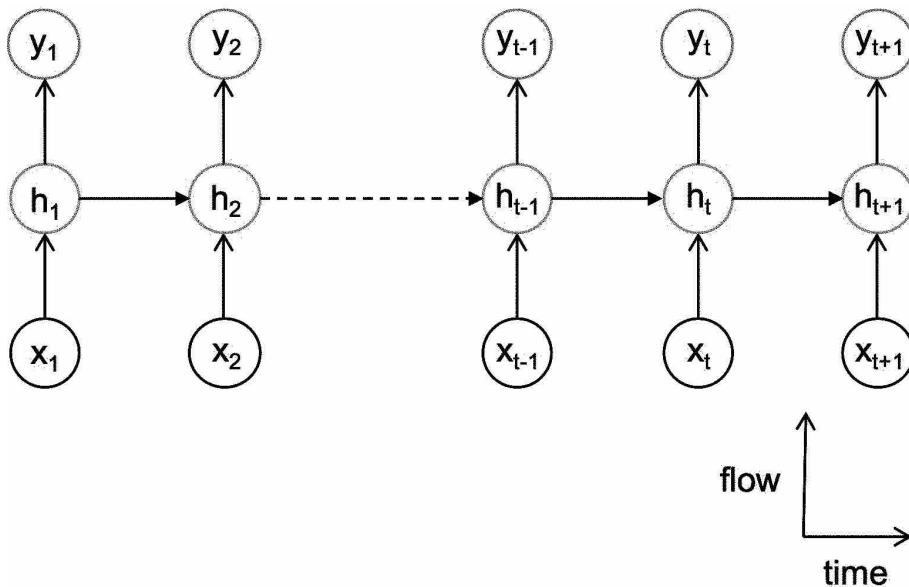 y₁ y₂ yₜ₋₁ yₜ yₜ₊₁
h₁ h₂ hₜ₋₁ hₜ hₜ₊₁
x₁ x₂ xₜ₋₁ xₜ xₜ₊₁
flow
time